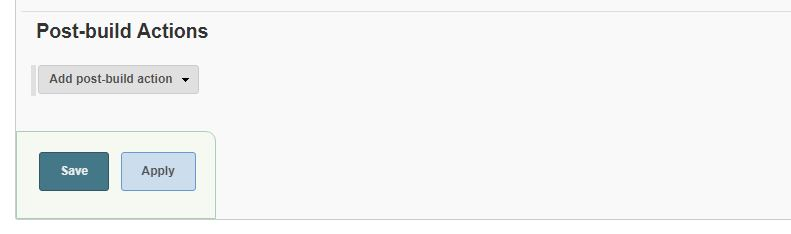 Post-build Actions
Add post-build action
Save
Apply